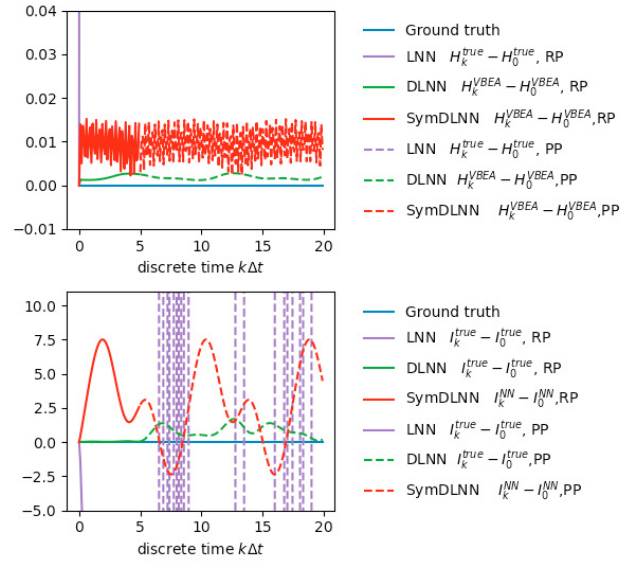 0.04
0.03
0.02
0.01
0.00
−0.01
0 5 10 15 20
discrete time kΔt
Ground truth
LNN H_k^true − H_0^true, RP
DLNN H_k^VBEA − H_0^VBEA, RP
SymDLNN H_k^VBEA − H_0^VBEA,RP
LNN H_k^true − H_0^true, PP
DLNN H_k^VBEA − H_0^VBEA,PP
SymDLNN H_k^VBEA − H_0^VBEA,PP
10.0
7.5
5.0
2.5
0.0
−2.5
−5.0
0 5 10 15 20
discrete time kΔt
Ground truth
LNN I_k^true − I_0^true, RP
DLNN I_k^true − I_0^true, RP
SymDLNN I_k^NN − I_0^NN,RP
LNN I_k^true − I_0^true, PP
DLNN I_k^true − I_0^true,PP
SymDLNN I_k^NN − I_0^NN,PP